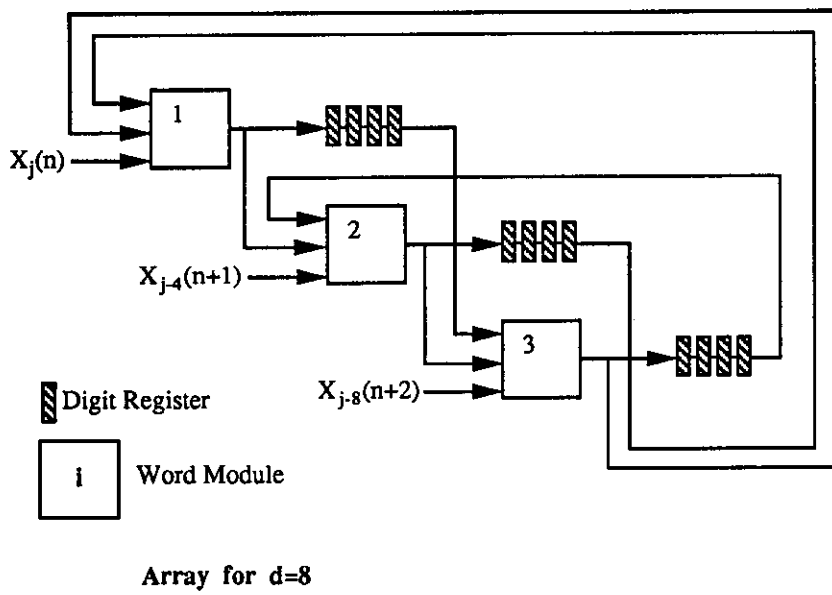 1
X_j(n)
2
X_{j-4}(n+1)
3
X_{j-8}(n+2)
Digit Register
i Word Module
Array for d=8